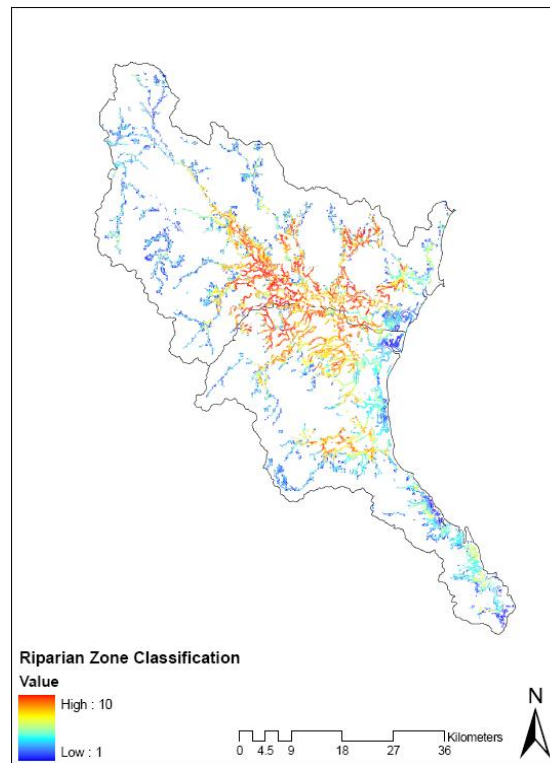 Riparian Zone Classification
Value
High : 10
Low : 1
N
Kilometers
0 4.5 9 18 27 36